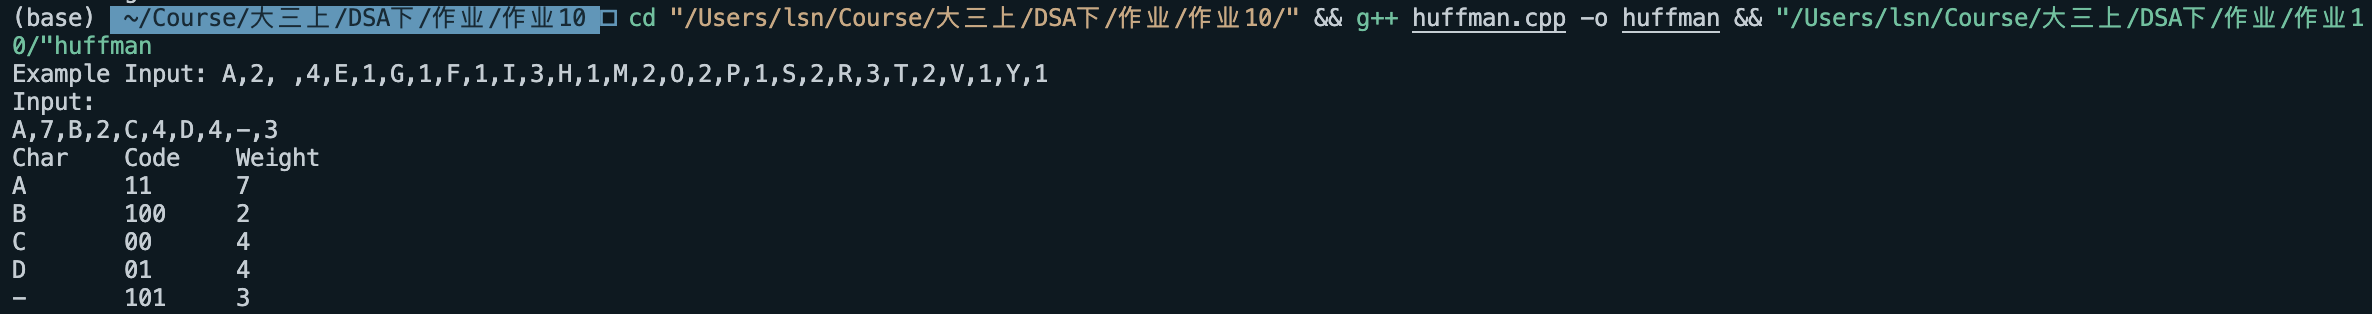 (base) ~/Course/大三上/DSA下/作业/作业10 cd "/Users/lsn/Course/大三上/DSA下/作业/作业10/" && g++ huffman.cpp -o huffman && "/Users/lsn/Course/大三上/DSA下/作业/作业1
0/"huffman
Example Input: A,2, ,4,E,1,G,1,F,1,I,3,H,1,M,2,O,2,P,1,S,2,R,3,T,2,V,1,Y,1
Input:
A,7,B,2,C,4,D,4,-,3
Char    Code    Weight
A       11      7
B       100     2
C       00      4
D       01      4
-       101     3